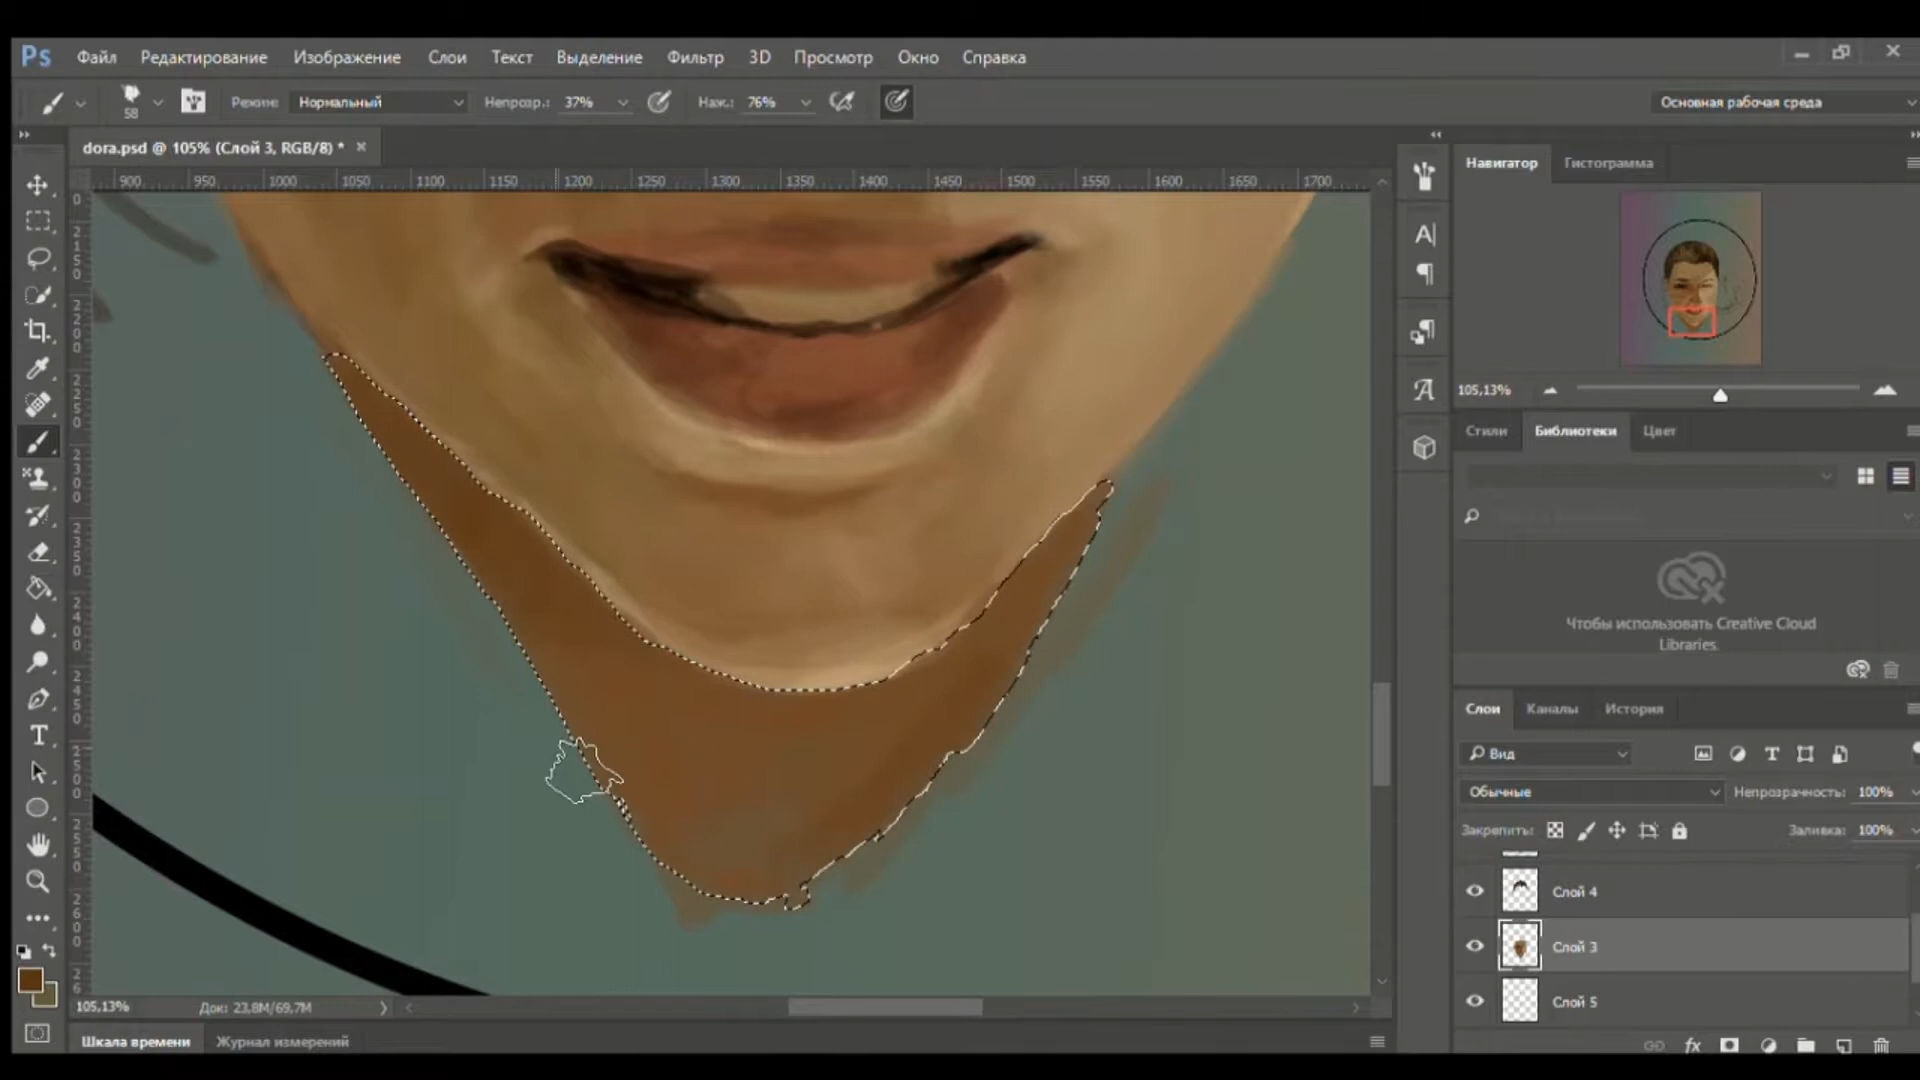 Ps Файл Редактирование Изображение Слои Текст Выделение Фильтр 3D Просмотр Окно Справка
58 Режим: Нормальный Непрозр.: 37% Наж.: 76% Основная рабочая среда
dora.psd @ 105% (Слой 3, RGB/8) * ×
900 950 1000 1050 1100 1150 1200 1250 1300 1350 1400 1450 1500 1550 1600 1650 1700
Навигатор Гистограмма
105,13%
Стили Библиотеки Цвет
Чтобы использовать Creative Cloud
Libraries.
Слои Каналы История
Вид
Обычные Непрозрачность: 100%
Закрепить: Заливка: 100%
Слой 4
Слой 3
Слой 5
fx
105,13% Док: 23,8M/69,7M
Шкала времени Журнал измерений